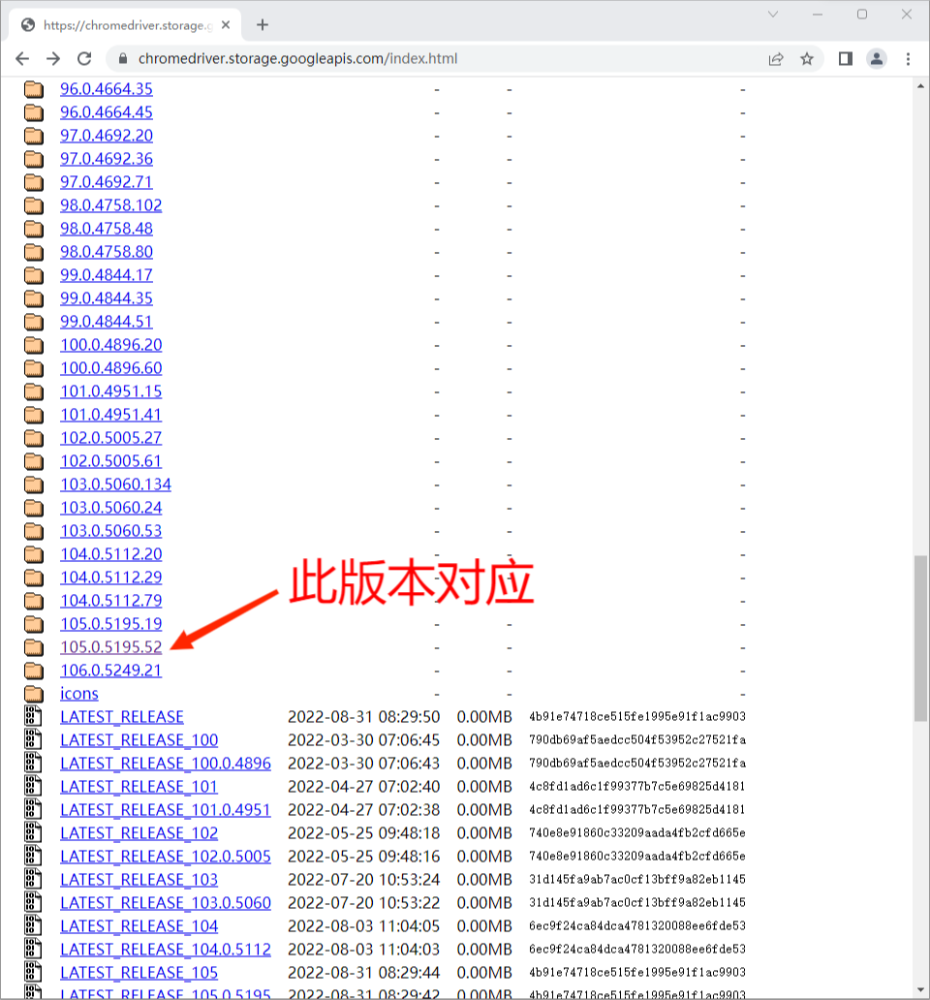 https://chromedriver.storage.g
chromedriver.storage.googleapis.com/index.html
96.0.4664.35 - - -
96.0.4664.45 - - -
97.0.4692.20 - - -
97.0.4692.36 - - -
97.0.4692.71 - - -
98.0.4758.102 - - -
98.0.4758.48 - - -
98.0.4758.80 - - -
99.0.4844.17 - - -
99.0.4844.35 - - -
99.0.4844.51 - - -
100.0.4896.20 - - -
100.0.4896.60 - - -
101.0.4951.15 - - -
101.0.4951.41 - - -
102.0.5005.27 - - -
102.0.5005.61 - - -
103.0.5060.134 - - -
103.0.5060.24 - - -
103.0.5060.53 - - -
104.0.5112.20 - - -
104.0.5112.29 - - -
此版本对应
104.0.5112.79 - - -
105.0.5195.19 - - -
105.0.5195.52 - - -
106.0.5249.21 - - -
icons - - -
LATEST_RELEASE 2022-08-31 08:29:50 0.00MB 4b91e74718ce515fe1995e91f1ac9903
LATEST_RELEASE_100 2022-03-30 07:06:45 0.00MB 790db69af5aedcc504f53952c27521fa
LATEST_RELEASE_100.0.4896 2022-03-30 07:06:43 0.00MB 790db69af5aedcc504f53952c27521fa
LATEST_RELEASE_101 2022-04-27 07:02:40 0.00MB 4c8fd1ad6c1f99377b7c5e69825d4181
LATEST_RELEASE_101.0.4951 2022-04-27 07:02:38 0.00MB 4c8fd1ad6c1f99377b7c5e69825d4181
LATEST_RELEASE_102 2022-05-25 09:48:18 0.00MB 740e8e91860c33209aada4fb2cfd665e
LATEST_RELEASE_102.0.5005 2022-05-25 09:48:16 0.00MB 740e8e91860c33209aada4fb2cfd665e
LATEST_RELEASE_103 2022-07-20 10:53:24 0.00MB 31d145fa9ab7ac0cf13bff9a82eb1145
LATEST_RELEASE_103.0.5060 2022-07-20 10:53:22 0.00MB 31d145fa9ab7ac0cf13bff9a82eb1145
LATEST_RELEASE_104 2022-08-03 11:04:05 0.00MB 6ec9f24ca84dca4781320088ee6fde53
LATEST_RELEASE_104.0.5112 2022-08-03 11:04:03 0.00MB 6ec9f24ca84dca4781320088ee6fde53
LATEST_RELEASE_105 2022-08-31 08:29:44 0.00MB 4b91e74718ce515fe1995e91f1ac9903
LATEST_RELEASE_105.0.5195 2022-08-31 08:29:42 0.00MB 4b91e74718ce515fe1995e91f1ac9903